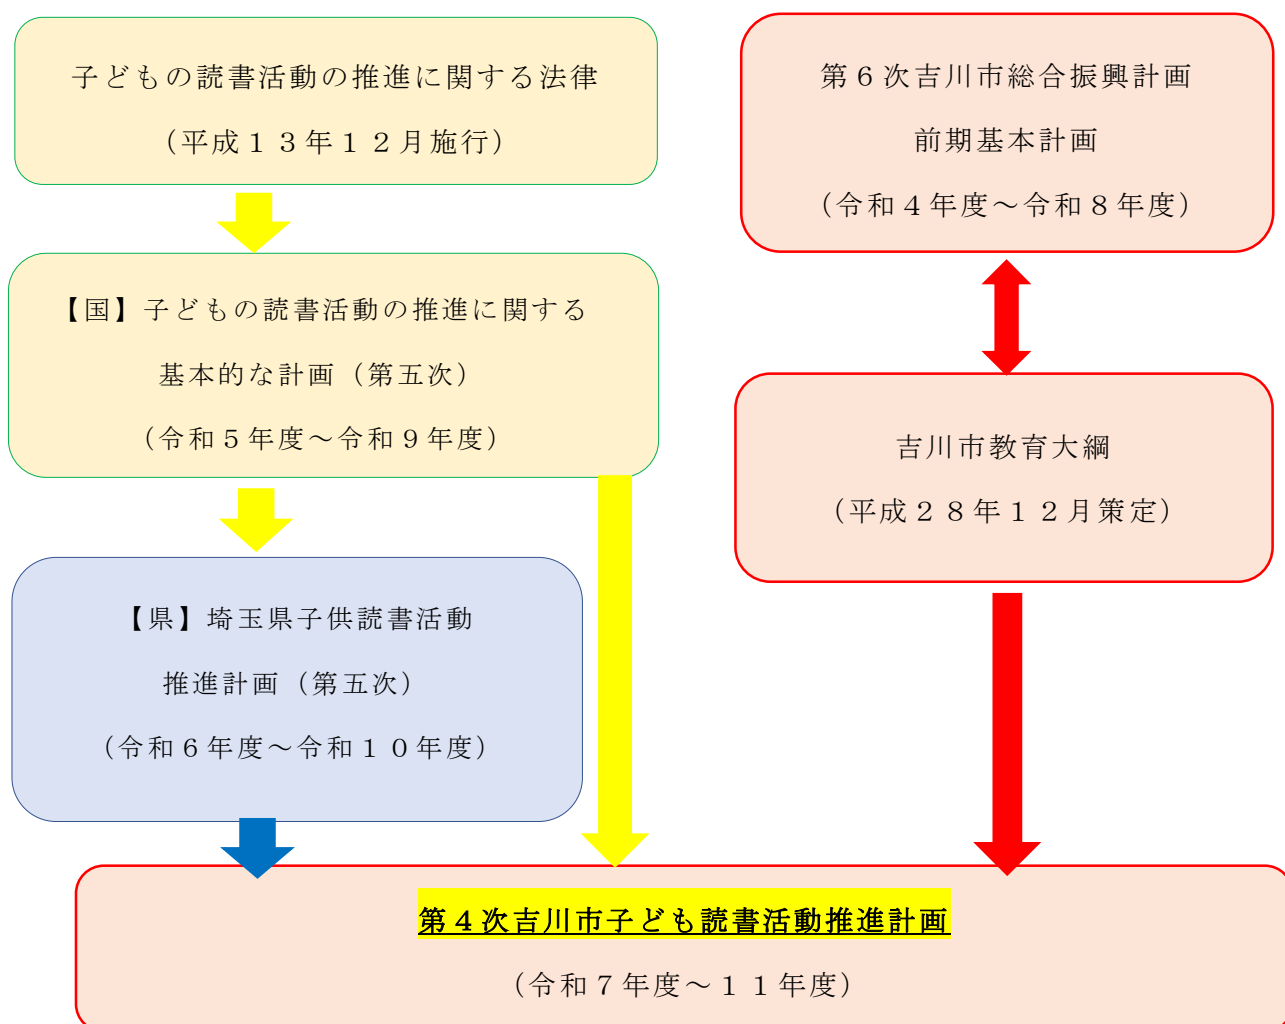 子どもの読書活動の推進に関する法律
（平成１３年１２月施行）
【国】子どもの読書活動の推進に関する
基本的な計画（第五次）
（令和５年度～令和９年度）
【県】埼玉県子供読書活動
推進計画（第五次）
（令和６年度～令和１０年度）
第６次吉川市総合振興計画
前期基本計画
（令和４年度～令和８年度）
吉川市教育大綱
（平成２８年１２月策定）
第４次吉川市子ども読書活動推進計画
（令和７年度～１１年度）